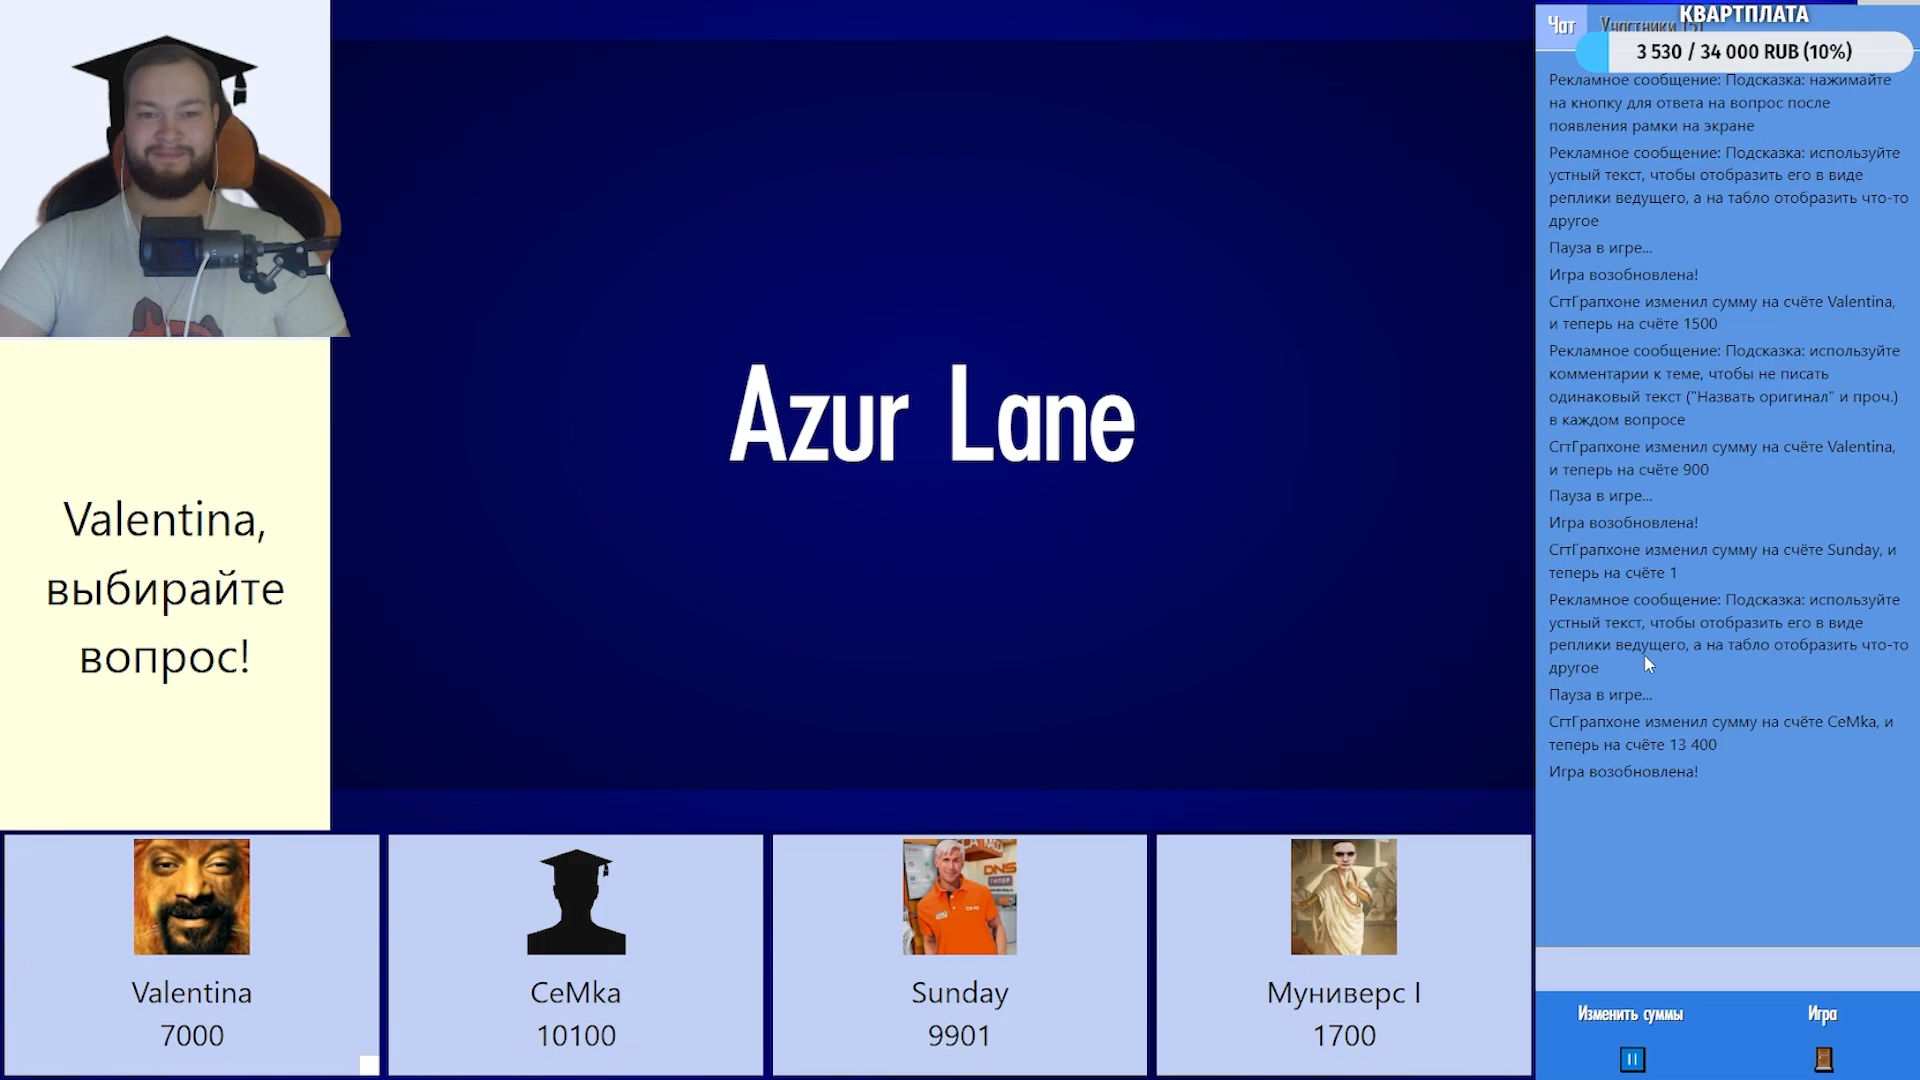 Azur Lane
Valentina,
выбирайте
вопрос!
Чат
Участники (5)
КВАРТПЛАТА
3 530 / 34 000 RUB (10%)
Рекламное сообщение: Подсказка: нажимайте
на кнопку для ответа на вопрос после
появления рамки на экране
Рекламное сообщение: Подсказка: используйте
устный текст, чтобы отобразить его в виде
реплики ведущего, а на табло отобразить что-то
другое
Пауза в игре...
Игра возобновлена!
СгтГрапхоне изменил сумму на счёте Valentina,
и теперь на счёте 1500
Рекламное сообщение: Подсказка: используйте
комментарии к теме, чтобы не писать
одинаковый текст ("Назвать оригинал" и проч.)
в каждом вопросе
СгтГрапхоне изменил сумму на счёте Valentina,
и теперь на счёте 900
Пауза в игре...
Игра возобновлена!
СгтГрапхоне изменил сумму на счёте Sunday, и
теперь на счёте 1
Рекламное сообщение: Подсказка: используйте
устный текст, чтобы отобразить его в виде
реплики ведущего, а на табло отобразить что-то
другое
Пауза в игре...
СгтГрапхоне изменил сумму на счёте CeMka, и
теперь на счёте 13 400
Игра возобновлена!
Valentina
7000
CeMka
10100
DNS
Sunday
9901
Муниверс I
1700
Изменить суммы
Игра